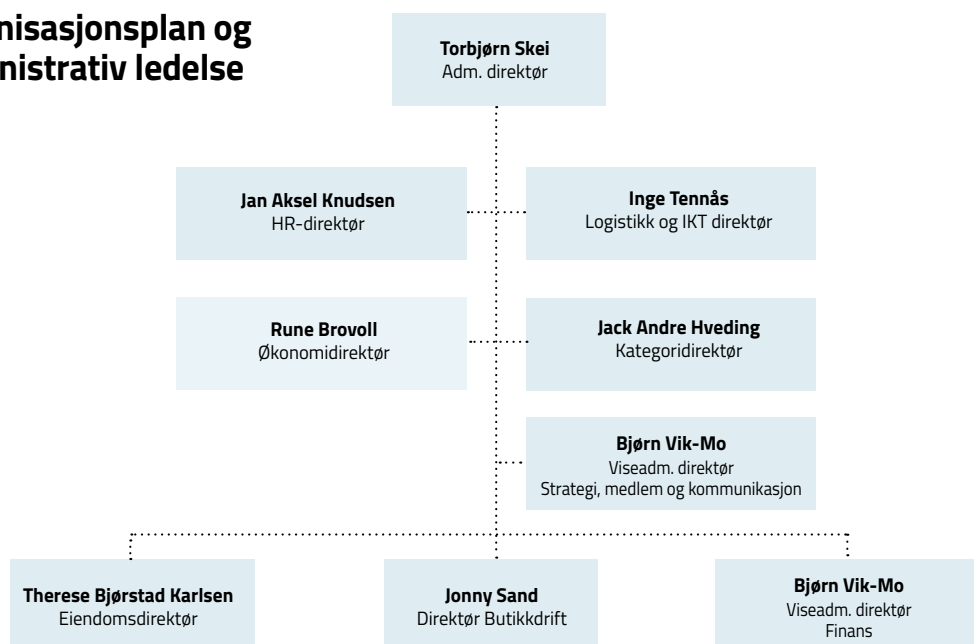 nisasjonsplan og
nistrativ ledelse
Torbjørn Skei
Adm. direktør
Jan Aksel Knudsen
HR-direktør
Inge Tennås
Logistikk og IKT direktør
Rune Brovoll
Økonomidirektør
Jack Andre Hveding
Kategoridirektør
Bjørn Vik-Mo
Viseadm. direktør
Strategi, medlem og kommunikasjon
Therese Bjørstad Karlsen
Eiendomsdirektør
Jonny Sand
Direktør Butikkdrift
Bjørn Vik-Mo
Viseadm. direktør
Finans